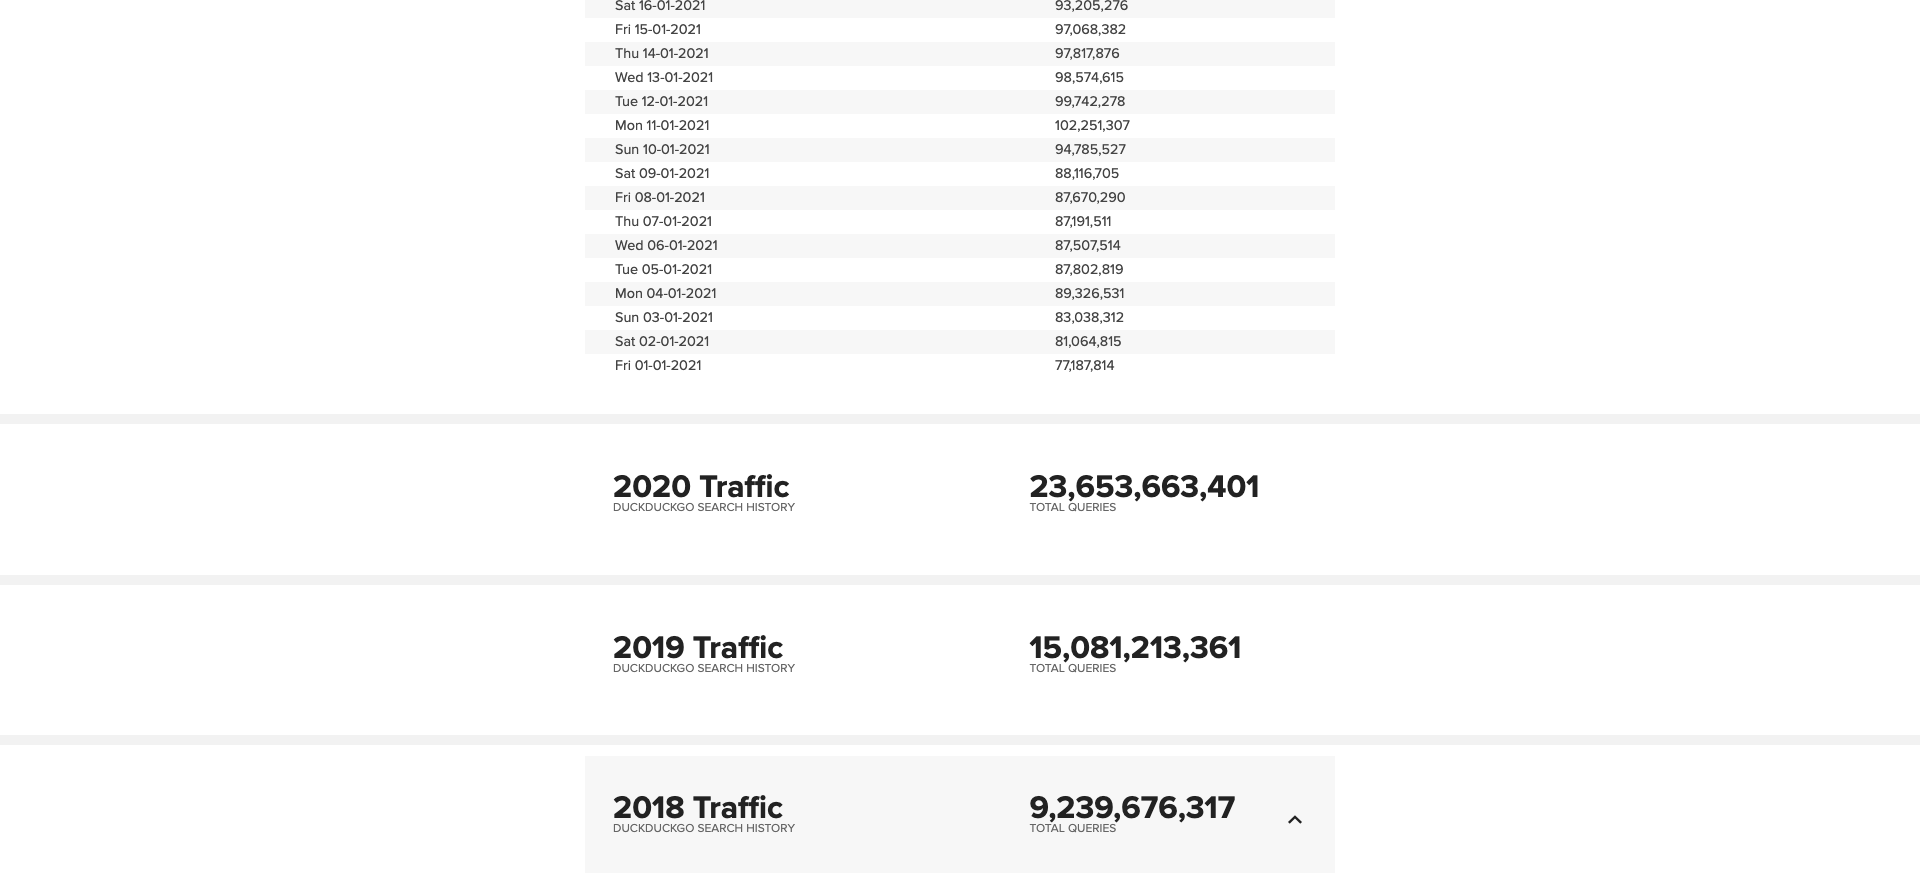 Sat 16-01-2021 93,205,276
Fri 15-01-2021 97,068,382
Thu 14-01-2021 97,817,876
Wed 13-01-2021 98,574,615
Tue 12-01-2021 99,742,278
Mon 11-01-2021 102,251,307
Sun 10-01-2021 94,785,527
Sat 09-01-2021 88,116,705
Fri 08-01-2021 87,670,290
Thu 07-01-2021 87,191,511
Wed 06-01-2021 87,507,514
Tue 05-01-2021 87,802,819
Mon 04-01-2021 89,326,531
Sun 03-01-2021 83,038,312
Sat 02-01-2021 81,064,815
Fri 01-01-2021 77,187,814
2020 Traffic 23,653,663,401
DUCKDUCKGO SEARCH HISTORY TOTAL QUERIES
2019 Traffic 15,081,213,361
DUCKDUCKGO SEARCH HISTORY TOTAL QUERIES
2018 Traffic 9,239,676,317
DUCKDUCKGO SEARCH HISTORY TOTAL QUERIES